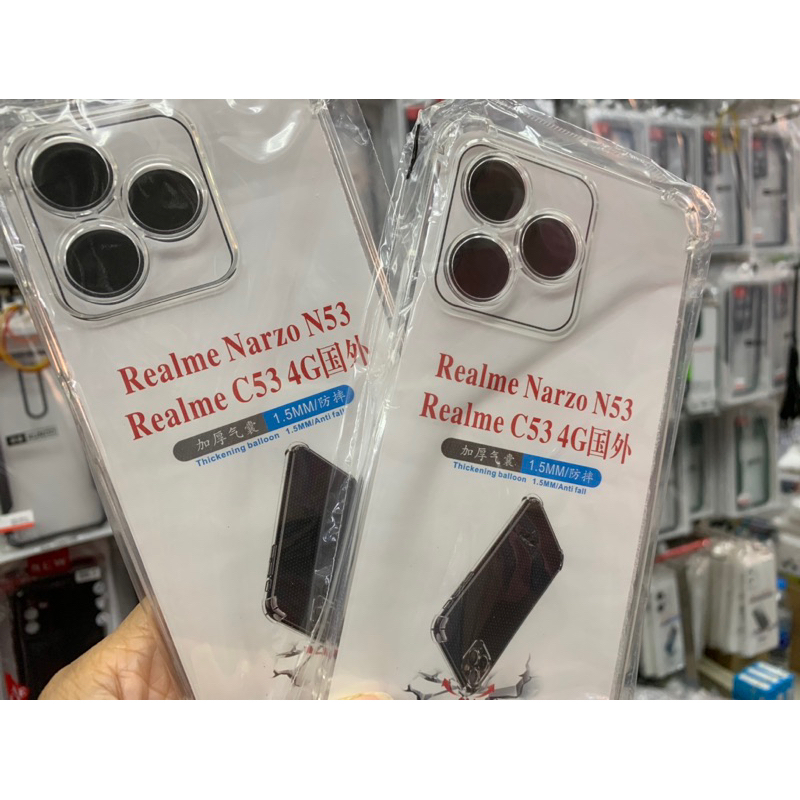 Realme Narzo N53
Realme C53 4G国外
加厚气囊 1.5MM/防摔
Thickening balloon 1.5MM/Anti fall
Realme Narzo N53
Realme C53 4G国外
加厚气囊 1.5MM/防摔
Thickening balloon 1.5MM/Anti fall